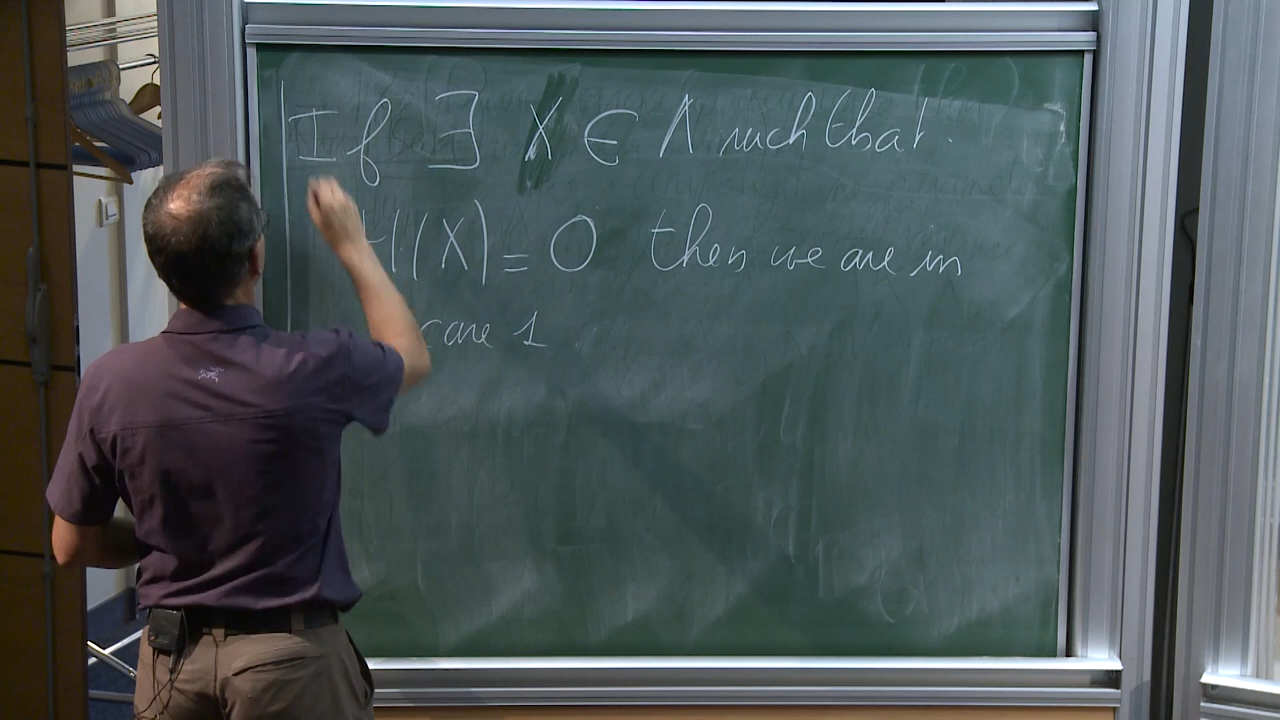 If ∃ X ∈ Λ such that.
H(X) = 0 then we are in
case 1